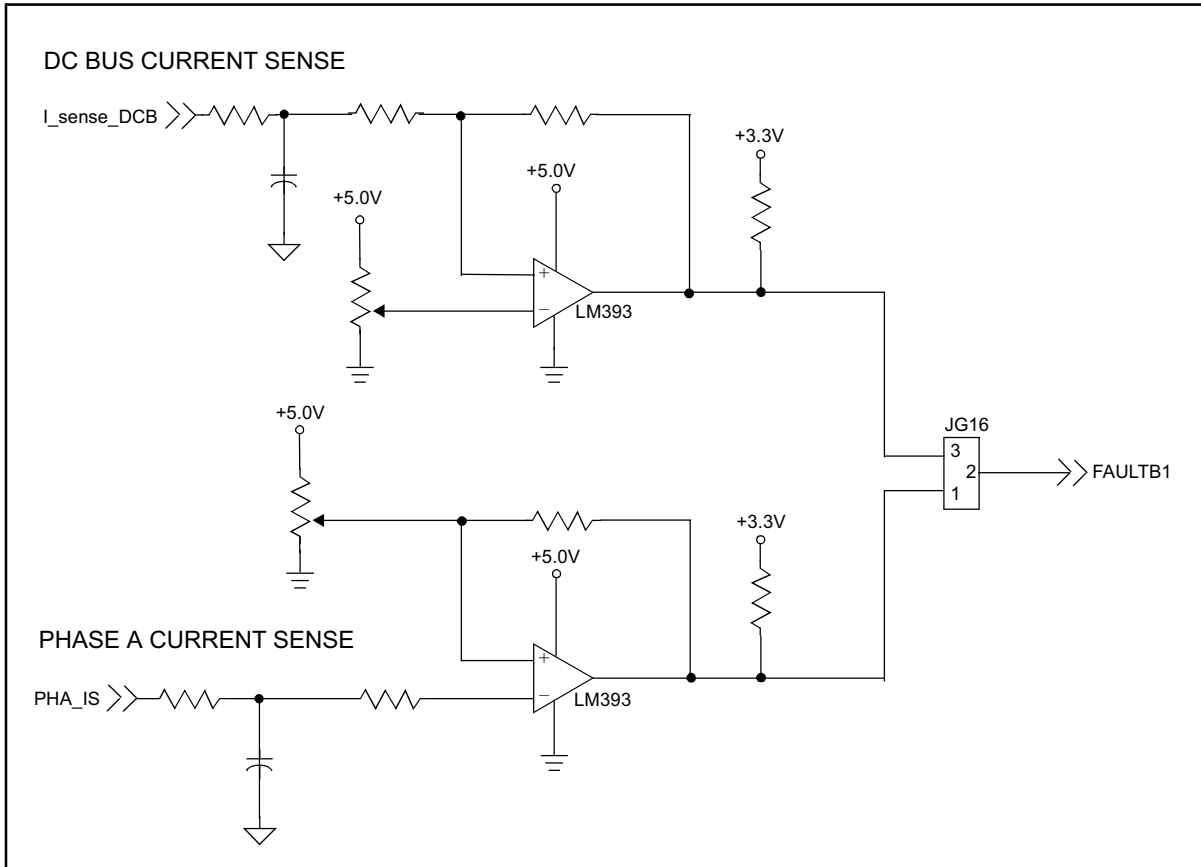 DC BUS CURRENT SENSE
I_sense_DCB
+3.3V
+5.0V
+5.0V
+
−
LM393
+5.0V
JG16
3
2
1
FAULTB1
+3.3V
+5.0V
PHASE A CURRENT SENSE
+
−
PHA_IS
LM393